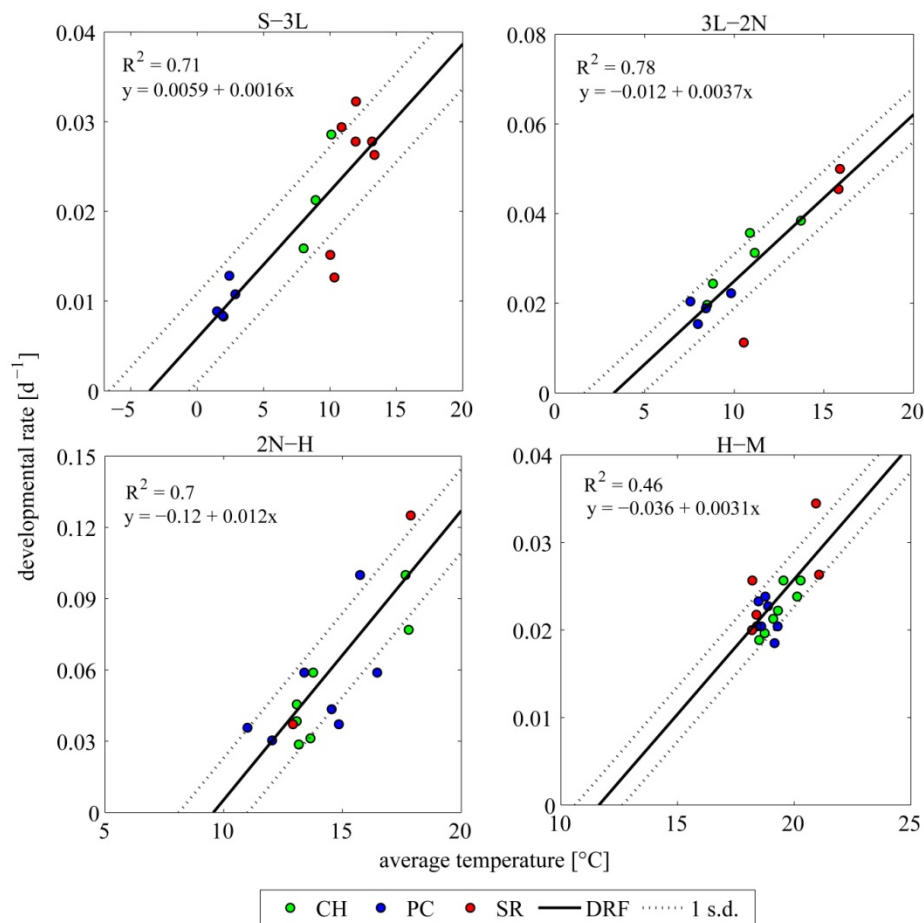 S−3L
R² = 0.71
y = 0.0059 + 0.0016x
0.04
0.03
0.02
0.01
0
−5 0 5 10 15 20
3L−2N
R² = 0.78
y = −0.012 + 0.0037x
0.08
0.06
0.04
0.02
0
0 5 10 15 20
developmental rate [d⁻¹]
2N−H
R² = 0.7
y = −0.12 + 0.012x
0.15
0.12
0.09
0.06
0.03
0
5 10 15 20
H−M
R² = 0.46
y = −0.036 + 0.0031x
0.04
0.03
0.02
0.01
0
10 15 20 25
average temperature [°C]
CH PC SR DRF 1 s.d.